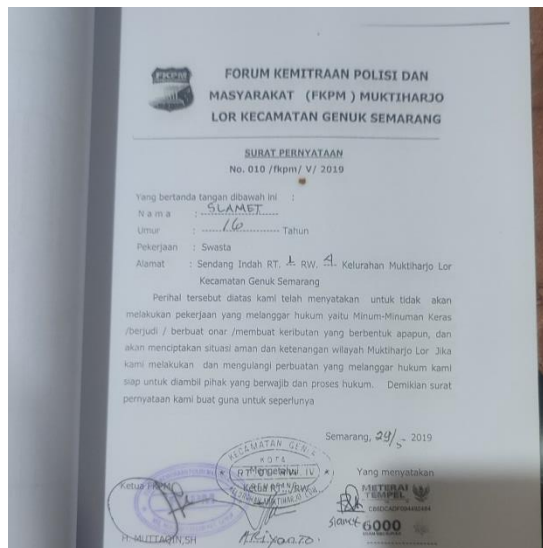 FKPM
FORUM KEMITRAAN POLISI DAN
MASYARAKAT (FKPM ) MUKTIHARJO
LOR KECAMATAN GENUK SEMARANG
SURAT PERNYATAAN
No. 010 /fkpm/ V/ 2019
Yang bertanda tangan dibawah ini :
N a m a : SLAMET
Umur : 16 Tahun
Pekerjaan : Swasta
Alamat : Sendang Indah RT. 1 RW. 4 Kelurahan Muktiharjo Lor
Kecamatan Genuk Semarang
Perihal tersebut diatas kami telah menyatakan untuk tidak akan
melakukan pekerjaan yang melanggar hukum yaitu Minum-Minuman Keras
/berjudi / berbuat onar /membuat keributan yang berbentuk apapun, dan
akan menciptakan situasi aman dan ketenangan wilayah Muktiharjo Lor Jika
kami melakukan dan mengulangi perbuatan yang melanggar hukum kami
siap untuk diambil pihak yang berwajib dan proses hukum. Demikian surat
pernyataan kami buat guna untuk seperlunya
Semarang, 29/5 - 2019
KECAMATAN GENUK
KOTA
Mengetahui
Yang menyatakan
Ketua FKPM
METERAI
TEMPEL
Slamet
6000
H. MUTTAQIN,SH